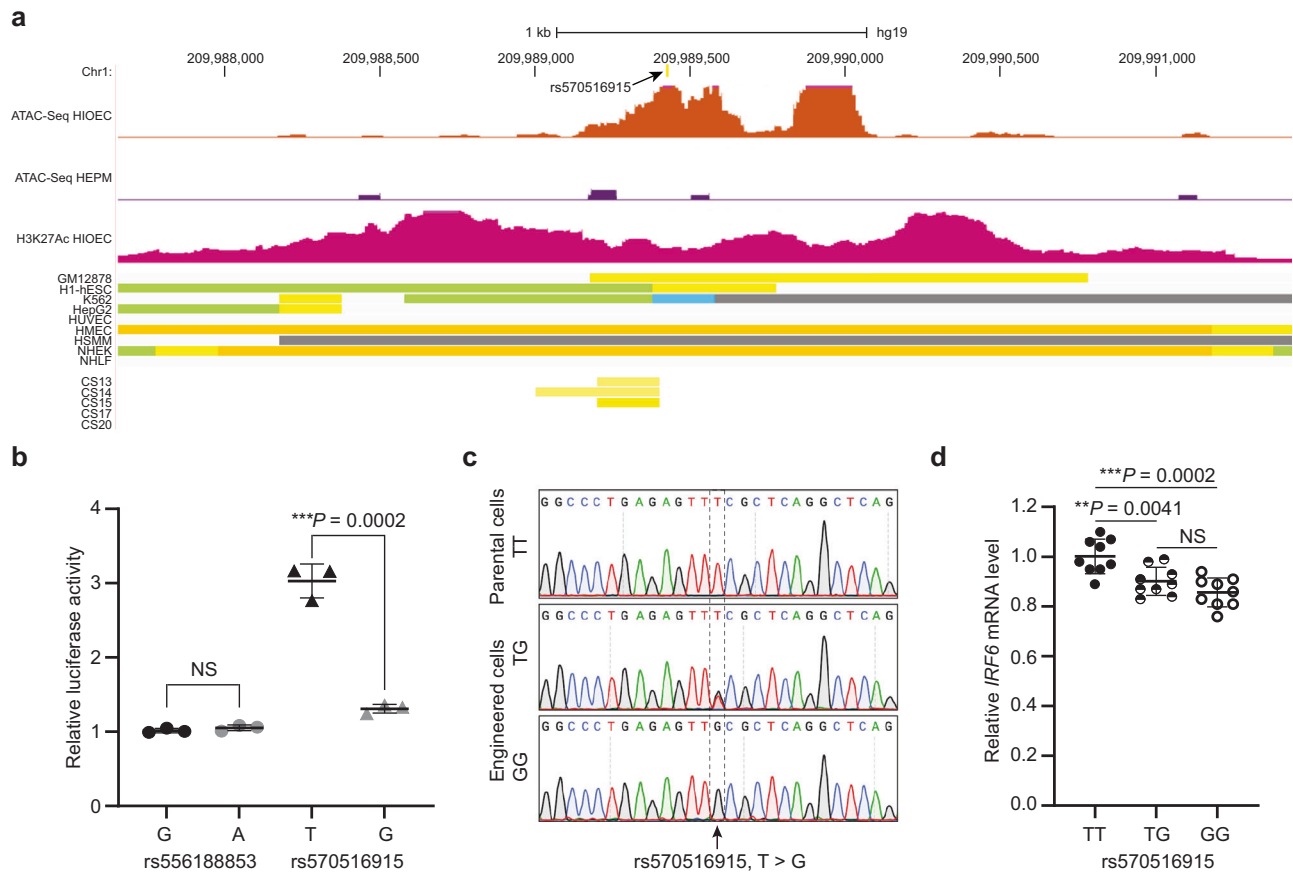 a
1 kb
hg19
Chr1:
209,988,000
209,988,500
209,989,000
209,989,500
209,990,000
209,990,500
209,991,000
rs570516915
ATAC-Seq HIOEC
ATAC-Seq HEPM
H3K27Ac HIOEC
GM12878
H1-hESC
K562
HepG2
HUVEC
HMEC
HSMM
NHEK
NHLF
CS13
CS14
CS15
CS17
CS20
b
Relative luciferase activity
4
3
2
1
0
NS
***P = 0.0002
G
A
T
G
rs556188853
rs570516915
c
Parental cells
TT
G G C C C T G A G A G T T T C G C T C A G G C T C A G
Engineered cells
TG
G G C C C T G A G A G T T T C G C T C A G G C T C A G
GG
G G C C C T G A G A G T T G C G C T C A G G C T C A G
rs570516915, T > G
d
Relative IRF6 mRNA level
***P = 0.0002
**P = 0.0041
NS
1.2
1.0
0.8
0.6
0.4
0.2
0.0
TT
TG
GG
rs570516915